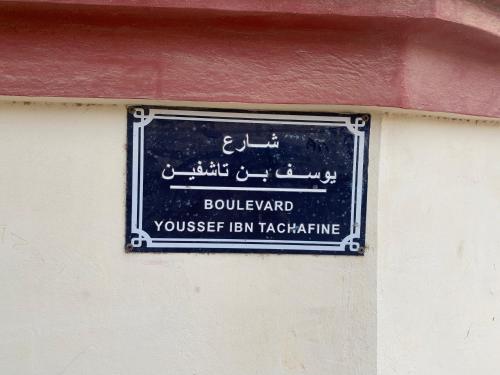 شارع
يوسف بن تاشفين
BOULEVARD
YOUSSEF IBN TACHAFINE